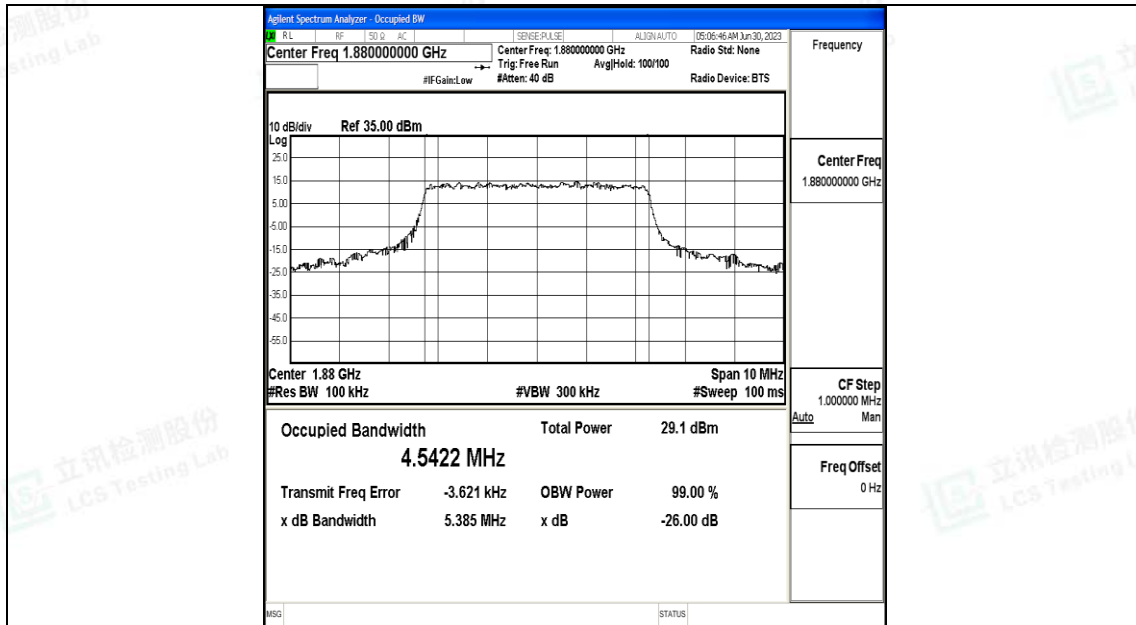 Agilent Spectrum Analyzer - Occupied BW
RL RF 50 Ω AC SENSE:PULSE ALIGNAUTO 05:06:46 AM Jun 30, 2023
Center Freq 1.880000000 GHz
Center Freq: 1.880000000 GHz
Radio Std: None
Trig: Free Run Avg|Hold: 100/100
#IFGain:Low
#Atten: 40 dB
Radio Device: BTS
10 dB/div Ref 35.00 dBm
Log
25.0
15.0
5.00
-5.00
-15.0
-25.0
-35.0
-45.0
-55.0
Center 1.88 GHz Span 10 MHz
#Res BW 100 kHz #VBW 300 kHz #Sweep 100 ms
Occupied Bandwidth Total Power 29.1 dBm
4.5422 MHz
Transmit Freq Error -3.621 kHz OBW Power 99.00 %
x dB Bandwidth 5.385 MHz x dB -26.00 dB
MSG STATUS
Frequency
Center Freq
1.880000000 GHz
CF Step
1.000000 MHz
Auto Man
Freq Offset
0 Hz
立讯检测股份
LCS Testing Lab
立讯检测股份